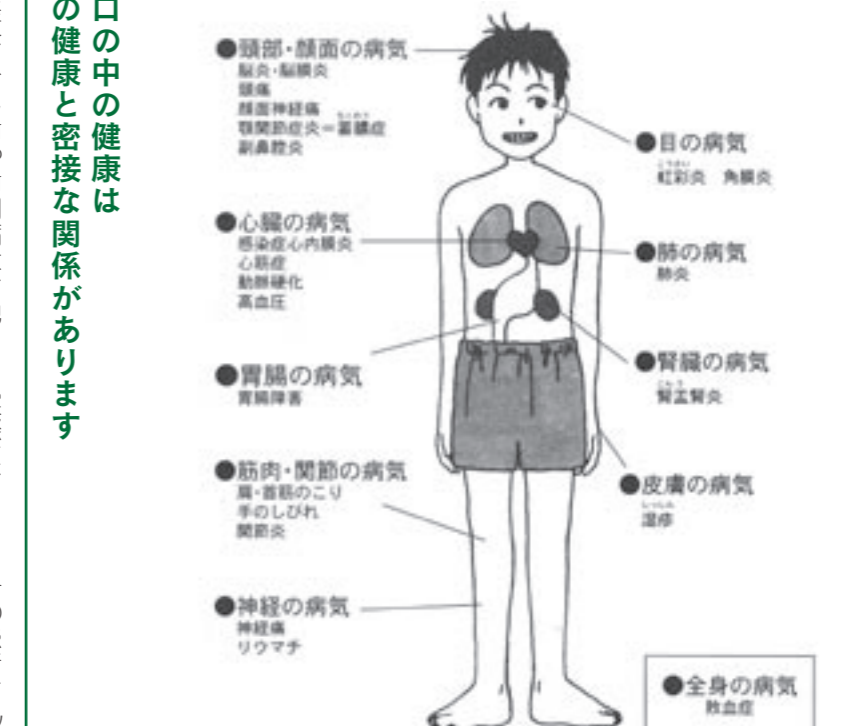 口の中の健康は
の健康と密接な関係があります
●頭部・顔面の病気
脳炎・脳膜炎
頭痛
顔面神経痛
顎関節症炎=蓄膿症
副鼻腔炎
●心臓の病気
感染症心内膜炎
心筋症
動脈硬化
高血圧
●胃腸の病気
胃腸障害
●筋肉・関節の病気
肩・首筋のこり
手のしびれ
関節炎
●神経の病気
神経痛
リウマチ
●目の病気
こうさい
虹彩炎 角膜炎
●肺の病気
肺炎
●腎臓の病気
腎盂腎炎
●皮膚の病気
しっしん
湿疹
●全身の病気
敗血症